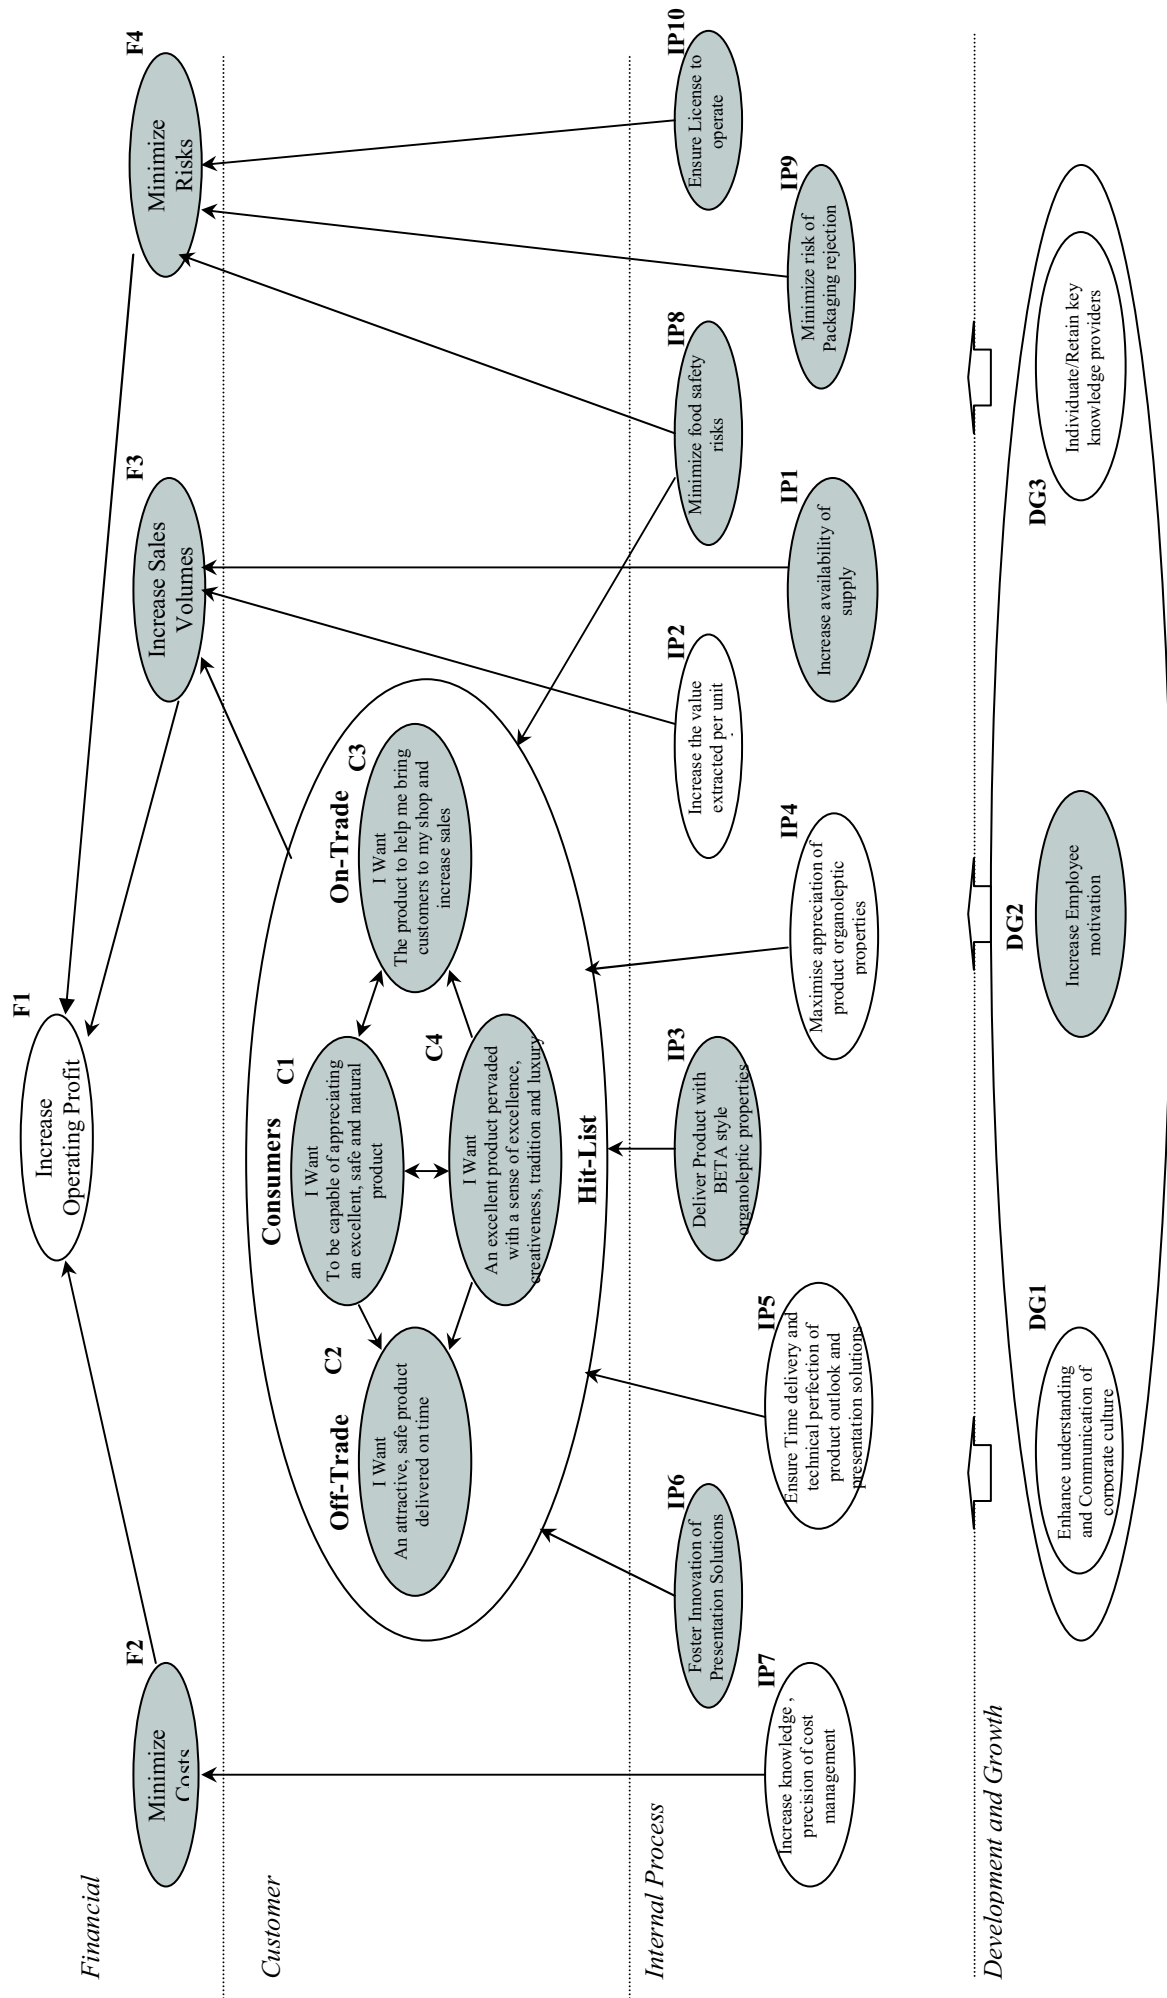 Financial
F1
Increase
Operating Profit
F2
Minimize
Costs
F3
Increase Sales
Volumes
F4
Minimize
Risks
Customer
Consumers
C1
I Want
To be capable of appreciating
an excellent, safe and natural
product
Off-Trade
C2
I Want
An attractive, safe product
delivered on time
On-Trade
C3
I Want
The product to help me bring
customers to my shop and
increase sales
C4
I Want
An excellent product pervaded
with a sense of excellence,
creativeness, tradition and luxury
Hit-List
Internal Process
IP7
Increase knowledge ,
precision of cost
management
IP6
Foster Innovation of
Presentation Solutions
IP5
Ensure Time delivery and
technical perfection of
product outlook and
presentation solutions
IP3
Deliver Product with
BETA style
organoleptic properties
IP4
Maximise appreciation of
product organoleptic
properties
IP2
Increase the value
extracted per unit
IP1
Increase availability of
supply
IP8
Minimize food safety
risks
IP9
Minimize risk of
Packaging rejection
IP10
Ensure License to
operate
Development and Growth
DG1
Enhance understanding
and Communication of
corporate culture
DG2
Increase Employee
motivation
DG3
Individuate/Retain key
knowledge providers